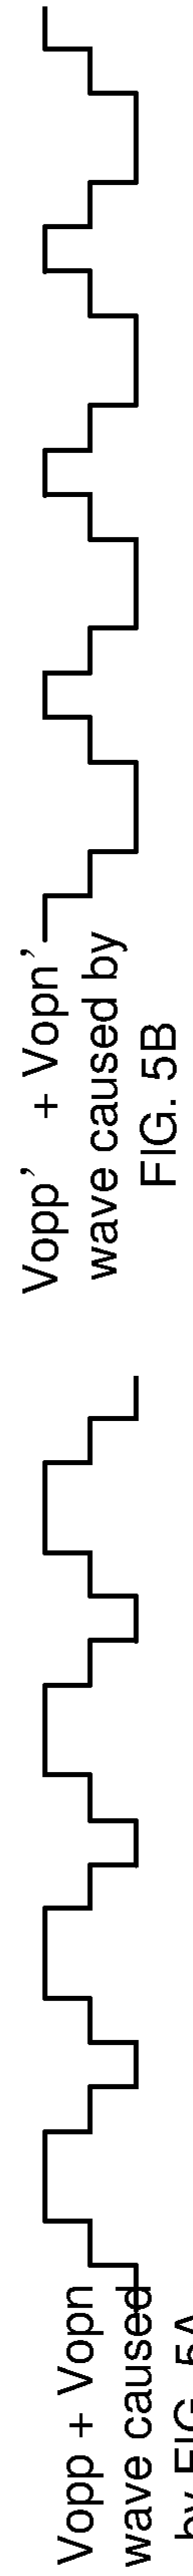 Vopp + Vopn
wave caused
by FIG. 5A
Vopp' + Vopn'
wave caused by
FIG. 5B